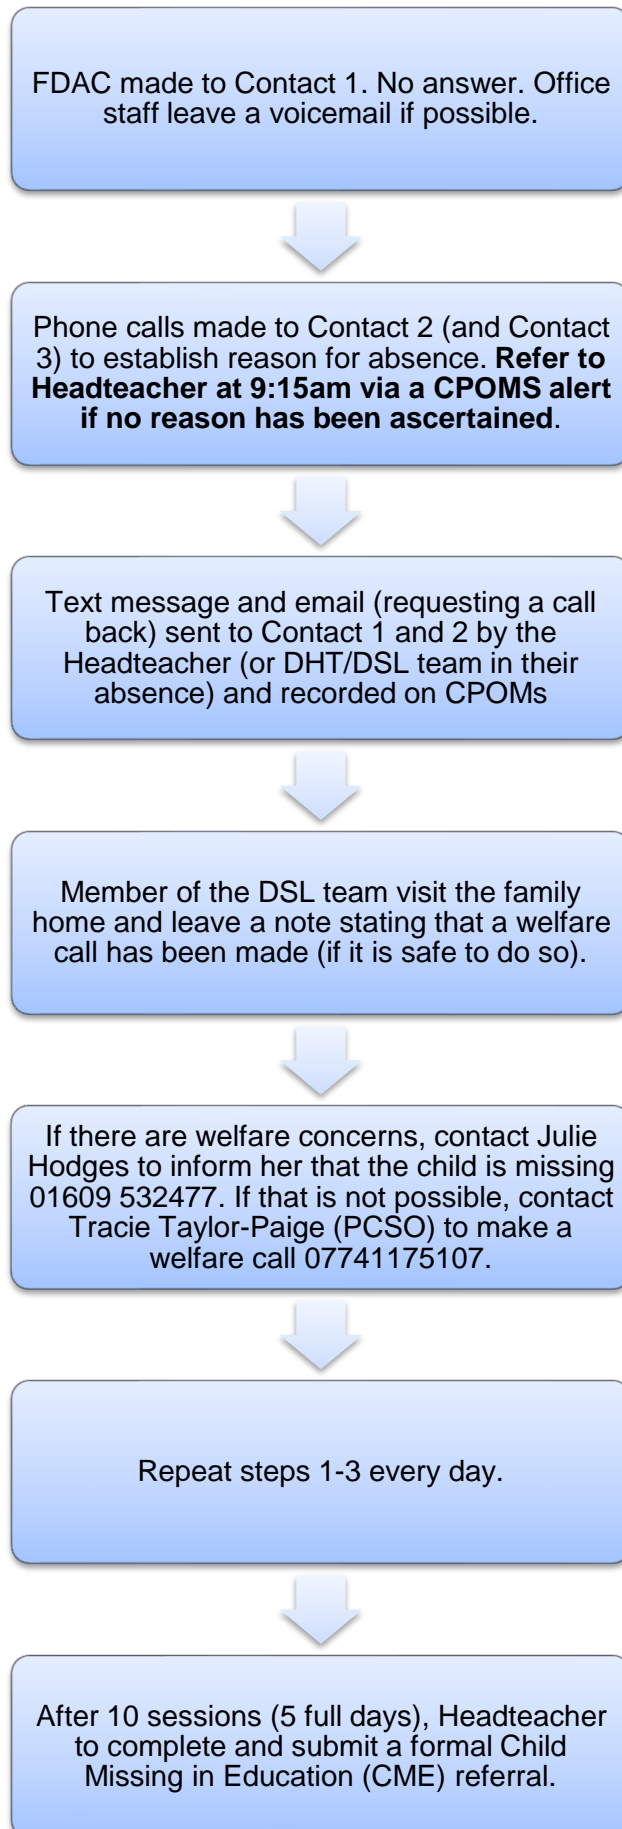 FDAC made to Contact 1. No answer. Office
staff leave a voicemail if possible.
Phone calls made to Contact 2 (and Contact
3) to establish reason for absence. Refer to
Headteacher at 9:15am via a CPOMS alert
if no reason has been ascertained.
Text message and email (requesting a call
back) sent to Contact 1 and 2 by the
Headteacher (or DHT/DSL team in their
absence) and recorded on CPOMs
Member of the DSL team visit the family
home and leave a note stating that a welfare
call has been made (if it is safe to do so).
If there are welfare concerns, contact Julie
Hodges to inform her that the child is missing
01609 532477. If that is not possible, contact
Tracie Taylor-Paige (PCSO) to make a
welfare call 07741175107.
Repeat steps 1-3 every day.
After 10 sessions (5 full days), Headteacher
to complete and submit a formal Child
Missing in Education (CME) referral.